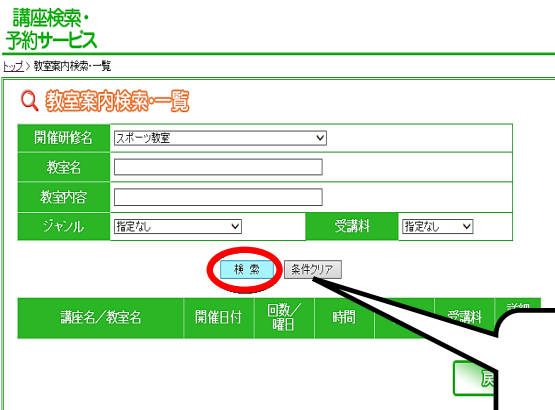 講座検索・
予約サービス
トップ > 教室案内検索・一覧
教室案内検索・一覧
開催研修名 スポーツ教室
教室名
教室内容
ジャンル 指定なし 受講料 指定なし
検 索 条件クリア
講座名／教室名 開催日付 回数／曜日 時間 受講料 詳細
戻